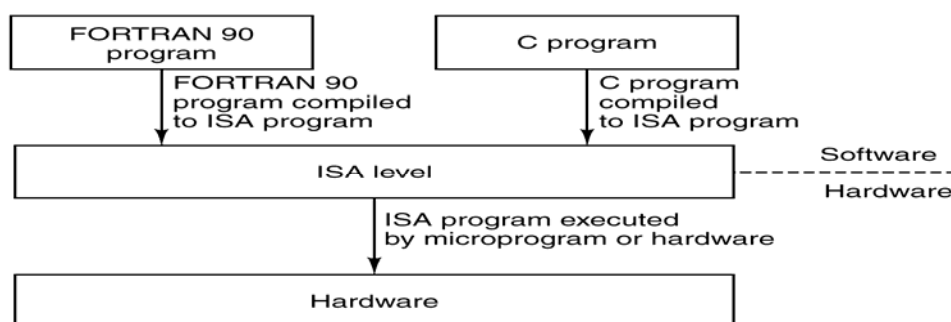 FORTRAN 90
program
C program
FORTRAN 90
program compiled
to ISA program
C program
compiled
to ISA program
ISA level
Software
Hardware
ISA program executed
by microprogram or hardware
Hardware